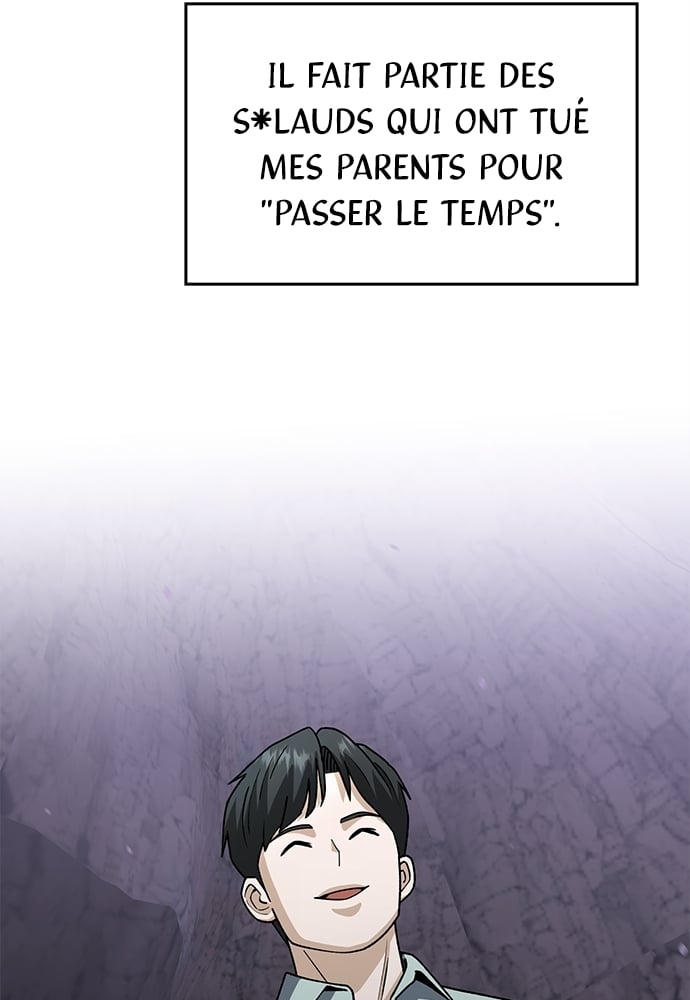 IL FAIT PARTIE DES
S*LAUDS QUI ONT TUÉ
MES PARENTS POUR
"PASSER LE TEMPS".